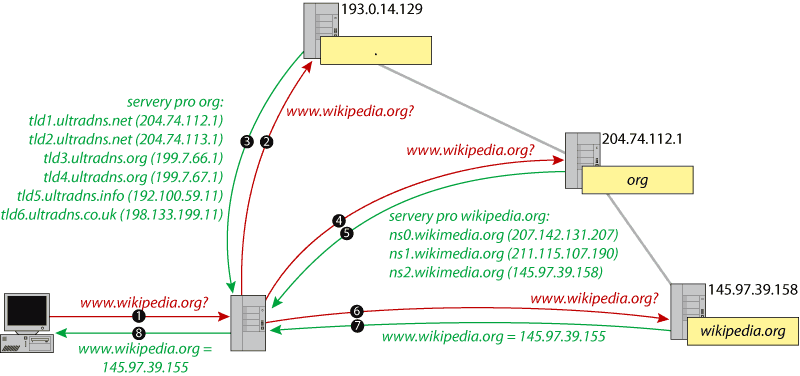 193.0.14.129
.
servery pro org:
tld1.ultradns.net (204.74.112.1)
tld2.ultradns.net (204.74.113.1)
tld3.ultradns.org (199.7.66.1)
tld4.ultradns.org (199.7.67.1)
tld5.ultradns.info (192.100.59.11)
tld6.ultradns.co.uk (198.133.199.11)
3
2
www.wikipedia.org?
204.74.112.1
org
www.wikipedia.org?
4
5
servery pro wikipedia.org:
ns0.wikimedia.org (207.142.131.207)
ns1.wikimedia.org (211.115.107.190)
ns2.wikimedia.org (145.97.39.158)
145.97.39.158
wikipedia.org
www.wikipedia.org?
1
8
www.wikipedia.org =
145.97.39.155
6
www.wikipedia.org?
7
www.wikipedia.org = 145.97.39.155